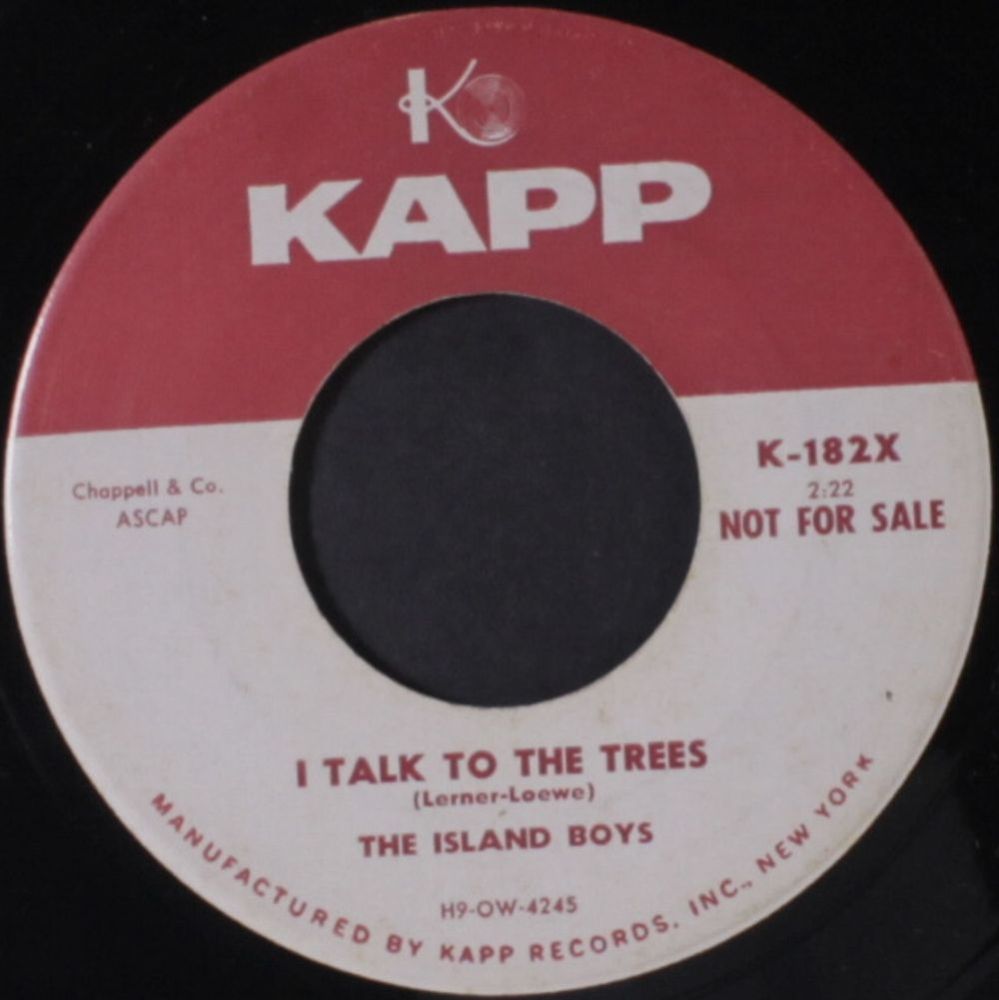 K
KAPP
Chappell & Co.
ASCAP
K-182X
2:22
NOT FOR SALE
I TALK TO THE TREES
(Lerner-Loewe)
THE ISLAND BOYS
H9-OW-4245
MANUFACTURED BY KAPP RECORDS. INC., NEW YORK